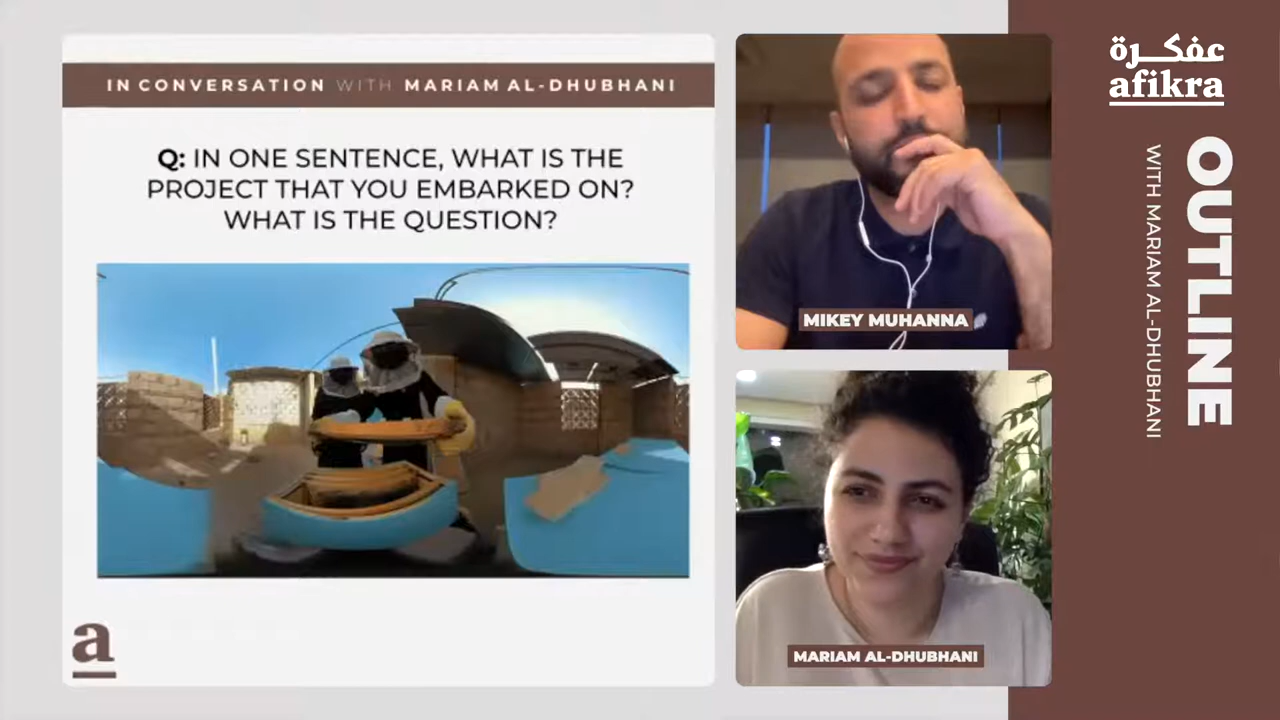 IN CONVERSATION WITH MARIAM AL-DHUBHANI
Q: IN ONE SENTENCE, WHAT IS THE
PROJECT THAT YOU EMBARKED ON?
WHAT IS THE QUESTION?
a
MIKEY MUHANNA
MARIAM AL-DHUBHANI
عفكرة
afikra
OUTLINE
WITH MARIAM AL-DHUBHANI